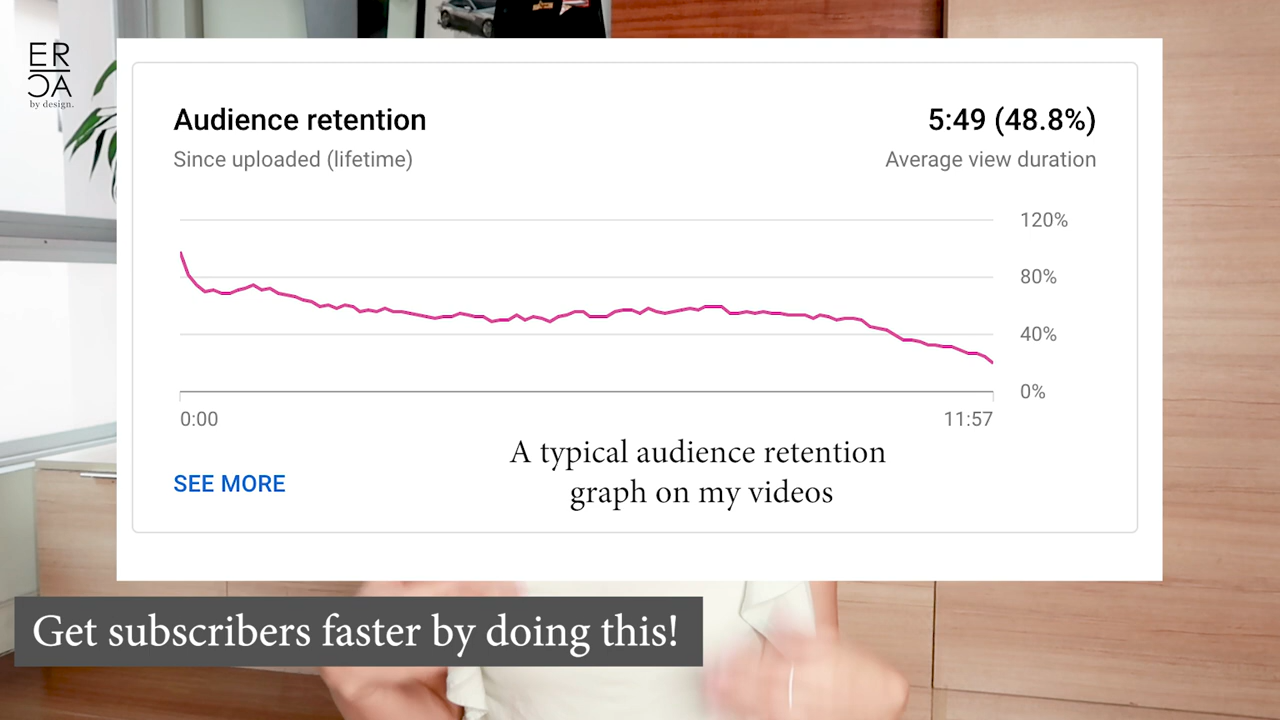 ER
CA
by design.
Audience retention
5:49 (48.8%)
Since uploaded (lifetime)
Average view duration
120%
80%
40%
0%
0:00
11:57
A typical audience retention
graph on my videos
SEE MORE
Get subscribers faster by doing this!